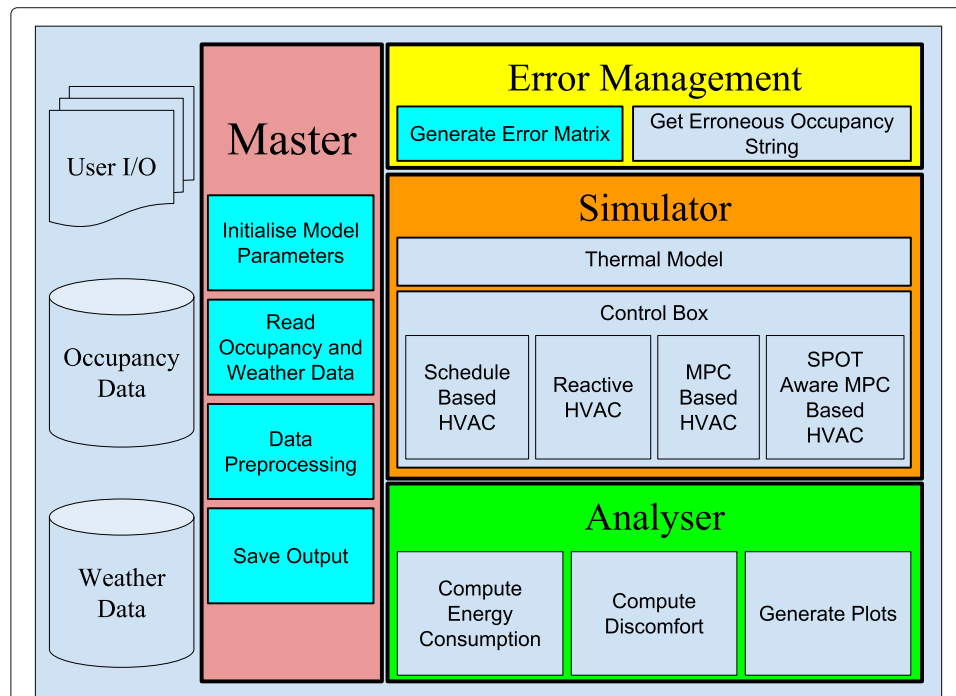 User I/O
Occupancy
Data
Weather
Data
Master
Initialise Model
Parameters
Read
Occupancy and
Weather Data
Data
Preprocessing
Save Output
Error Management
Generate Error Matrix
Get Erroneous Occupancy
String
Simulator
Thermal Model
Control Box
Schedule
Based
HVAC
Reactive
HVAC
MPC
Based
HVAC
SPOT
Aware MPC
Based
HVAC
Analyser
Compute
Energy
Consumption
Compute
Discomfort
Generate Plots